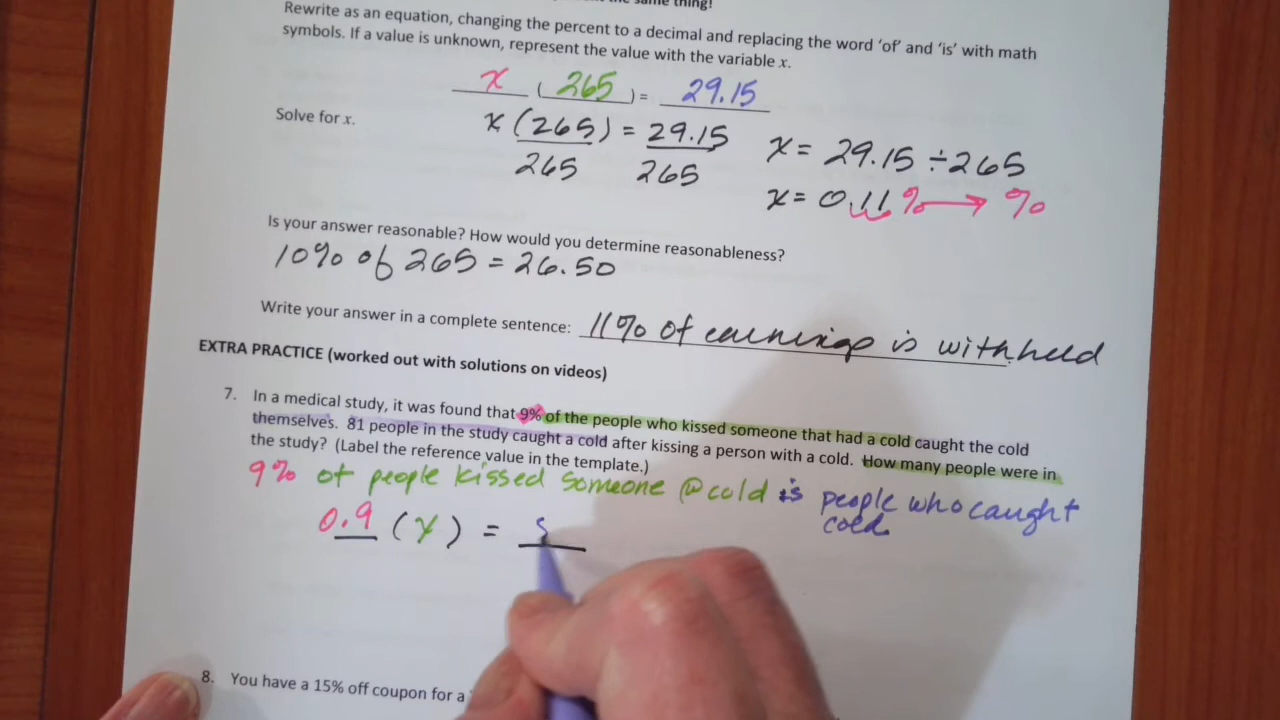 same thing!
Rewrite as an equation, changing the percent to a decimal and replacing the word 'of' and 'is' with math
symbols. If a value is unknown, represent the value with the variable x.
x ( 265 ) = 29.15
Solve for x.
x (265) = 29.15
265 265
x = 29.15 ÷ 265
x = 0.11 % → %
Is your answer reasonable? How would you determine reasonableness?
10% of 265 = 26.50
Write your answer in a complete sentence: 11% of earnings is withheld
EXTRA PRACTICE (worked out with solutions on videos)
7. In a medical study, it was found that 9% of the people who kissed someone that had a cold caught the cold
themselves. 81 people in the study caught a cold after kissing a person with a cold. How many people were in
the study? (Label the reference value in the template.)
9% of people kissed someone @ cold is people who caught
cold
0.9 (x) =
8. You have a 15% off coupon for a